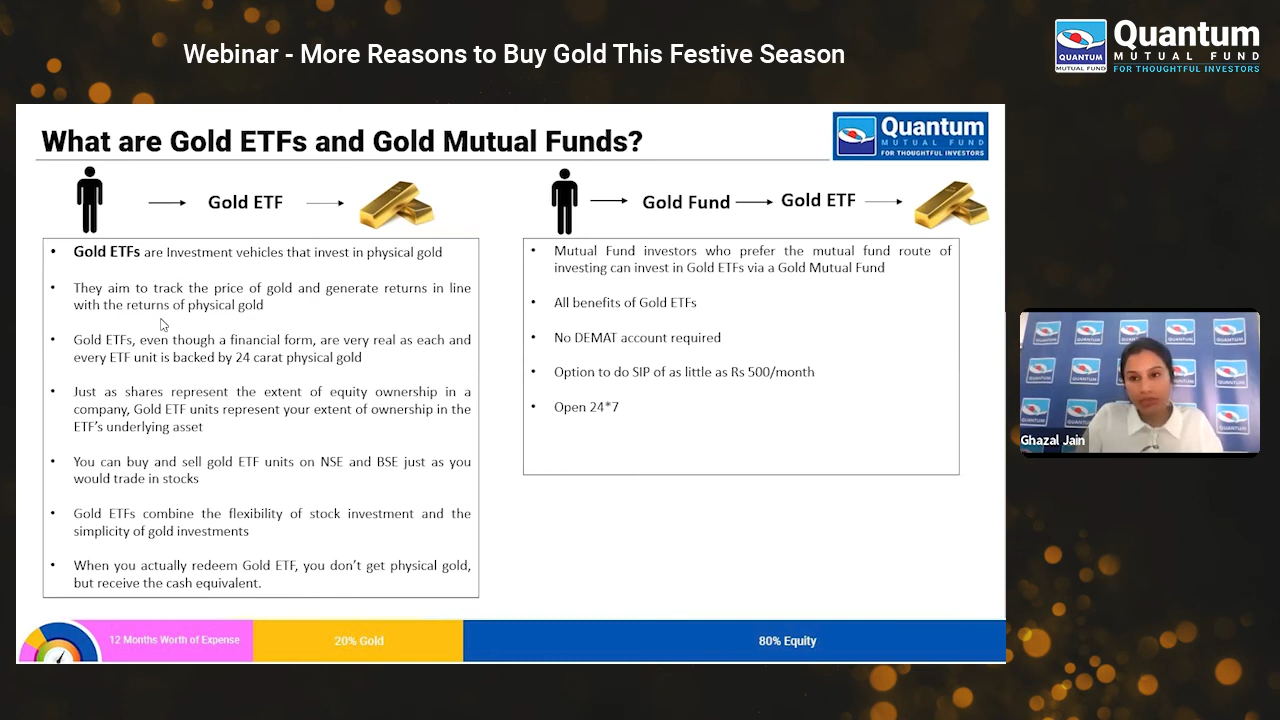 Webinar - More Reasons to Buy Gold This Festive Season
QUANTUM
MUTUAL FUND
Quantum
MUTUAL FUND
FOR THOUGHTFUL INVESTORS
What are Gold ETFs and Gold Mutual Funds?
Quantum
MUTUAL FUND
FOR THOUGHTFUL INVESTORS
Gold ETF
• Gold ETFs are Investment vehicles that invest in physical gold
• They aim to track the price of gold and generate returns in line
with the returns of physical gold
• Gold ETFs, even though a financial form, are very real as each and
every ETF unit is backed by 24 carat physical gold
• Just as shares represent the extent of equity ownership in a
company, Gold ETF units represent your extent of ownership in the
ETF's underlying asset
• You can buy and sell gold ETF units on NSE and BSE just as you
would trade in stocks
• Gold ETFs combine the flexibility of stock investment and the
simplicity of gold investments
• When you actually redeem Gold ETF, you don't get physical gold,
but receive the cash equivalent.
Gold Fund Gold ETF
• Mutual Fund investors who prefer the mutual fund route of
investing can invest in Gold ETFs via a Gold Mutual Fund
• All benefits of Gold ETFs
• No DEMAT account required
• Option to do SIP of as little as Rs 500/month
• Open 24*7
Ghazal Jain
12 Months Worth of Expense
20% Gold
80% Equity